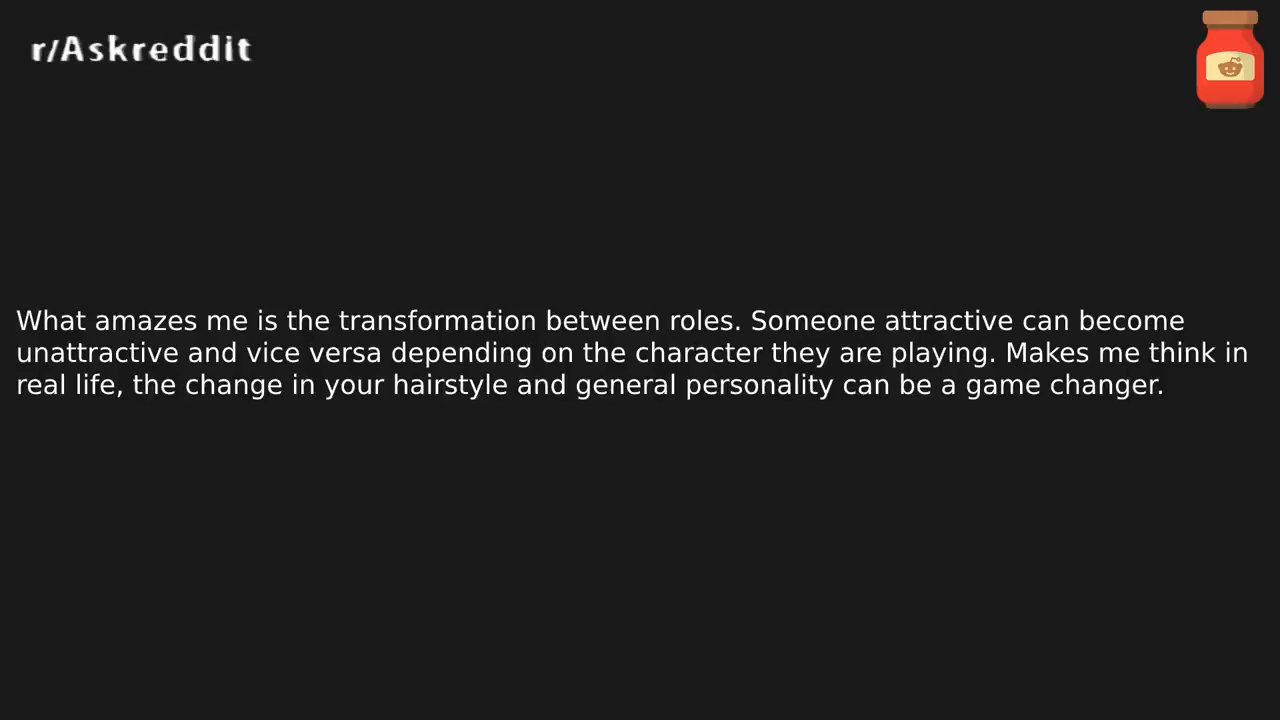 r/Askreddit
What amazes me is the transformation between roles. Someone attractive can become
unattractive and vice versa depending on the character they are playing. Makes me think in
real life, the change in your hairstyle and general personality can be a game changer.